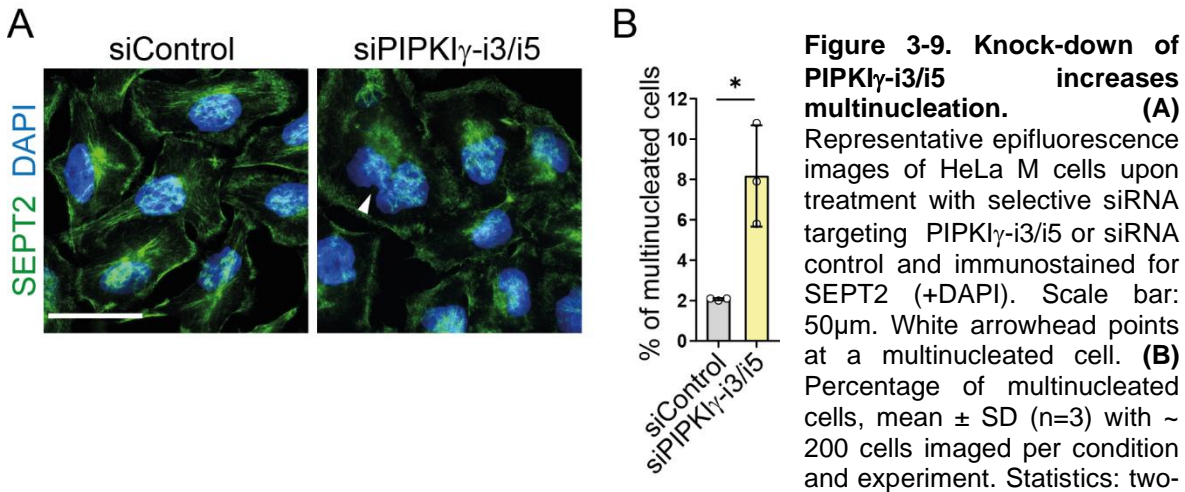 A
siControl
siPIPKIγ-i3/i5
SEPT2 DAPI
B
% of multinucleated cells
*
12
10
8
6
4
2
0
siControl
siPIPKIγ-i3/i5
Figure 3-9. Knock-down of
PIPKIγ-i3/i5 increases
multinucleation. (A)
Representative epifluorescence
images of HeLa M cells upon
treatment with selective siRNA
targeting PIPKIγ-i3/i5 or siRNA
control and immunostained for
SEPT2 (+DAPI). Scale bar:
50µm. White arrowhead points
at a multinucleated cell. (B)
Percentage of multinucleated
cells, mean ± SD (n=3) with ~
200 cells imaged per condition
and experiment. Statistics: two-